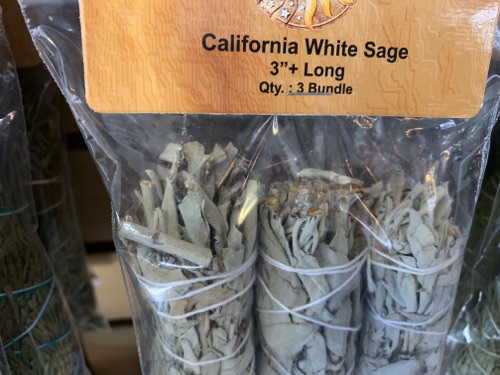 California White Sage
3”+ Long
Qty. : 3 Bundle